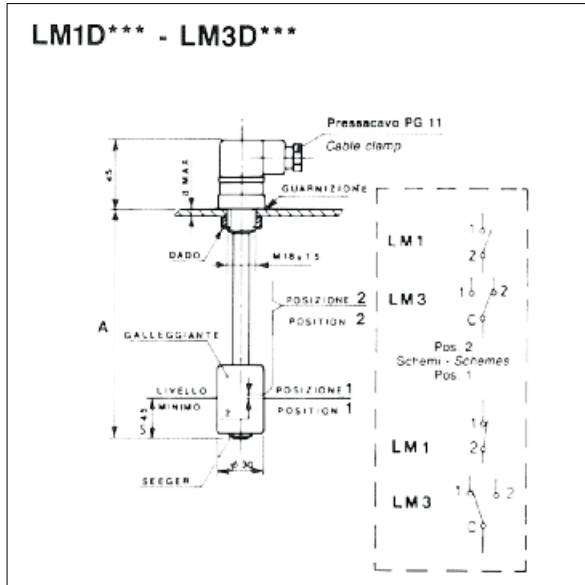 LM1D*** - LM3D***
Pressacavo PG 11
Cable clamp
45
8 MAX
GUARNIZIONE
DADO
M18x1.5
A
POSIZIONE 2
POSITION 2
GALLEGGIANTE
LIVELLO
MINIMO
POSIZIONE 1
POSITION 1
2
45
SEEGER
ø 30
LM1
1
2
LM3
1
2
C
Pos. 2
Schemi - Schemes
Pos. 1
LM1
1
2
LM3
1
2
C